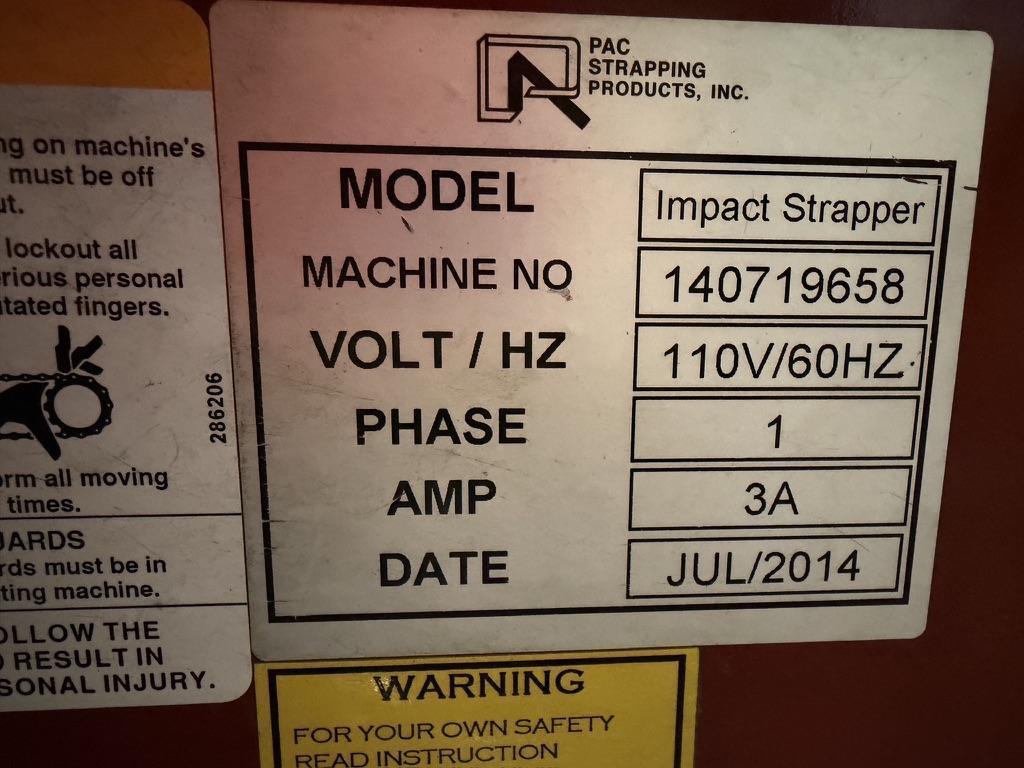 ng on machine's
must be off
ut.
lockout all
rious personal
itated fingers.
286206
orm all moving
times.
UARDS
rds must be in
ting machine.
OLLOW THE
RESULT IN
SONAL INJURY.
PAC
STRAPPING
PRODUCTS, INC.
MODEL Impact Strapper
MACHINE NO 140719658
VOLT / HZ 110V/60HZ
PHASE 1
AMP 3A
DATE JUL/2014
WARNING
FOR YOUR OWN SAFETY
READ INSTRUCTION